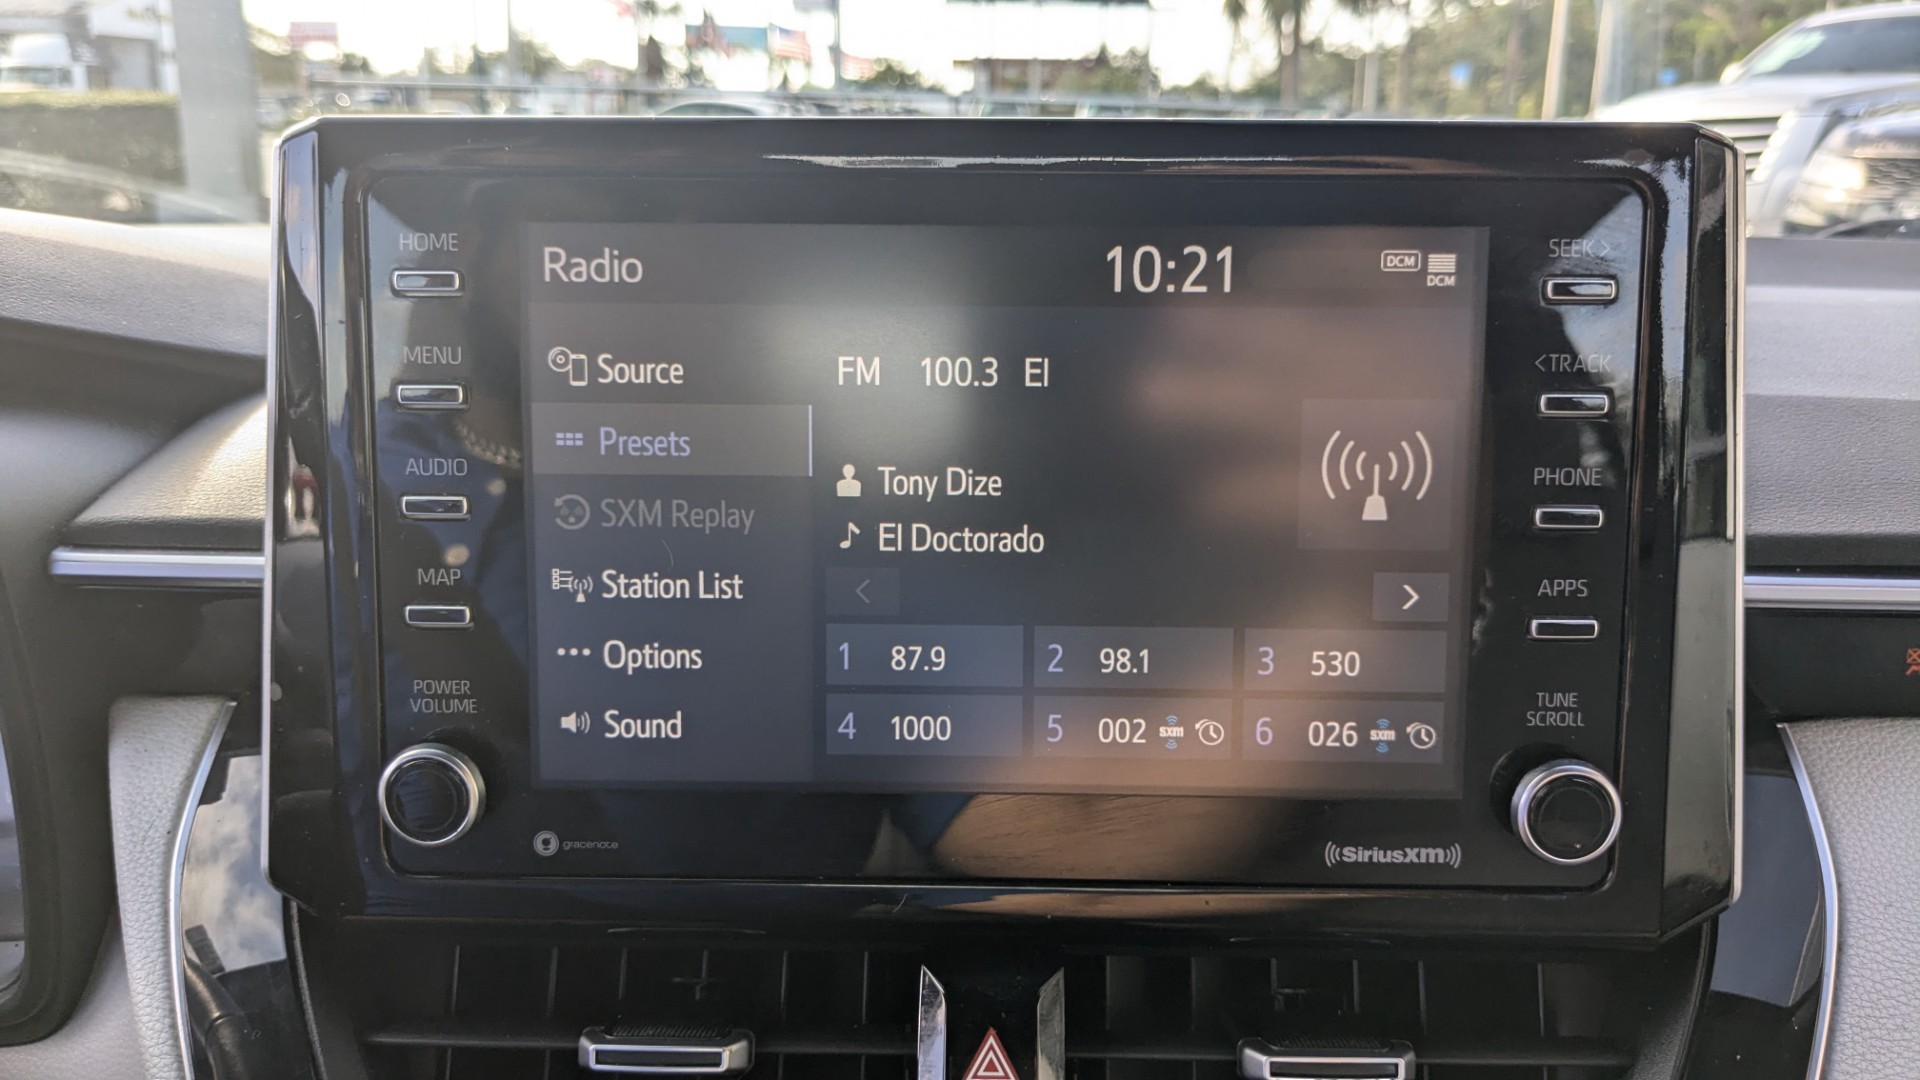 HOME
MENU
AUDIO
MAP
POWER
VOLUME
Radio
10:21
DCM
DCM
Source
Presets
SXM Replay
Station List
Options
Sound
FM 100.3 El
Tony Dize
El Doctorado
<
>
1 87.9
2 98.1
3 530
4 1000
5 002 sxm
6 026 sxm
SEEK >
< TRACK
PHONE
APPS
TUNE
SCROLL
gracenote
((SiriusXM))